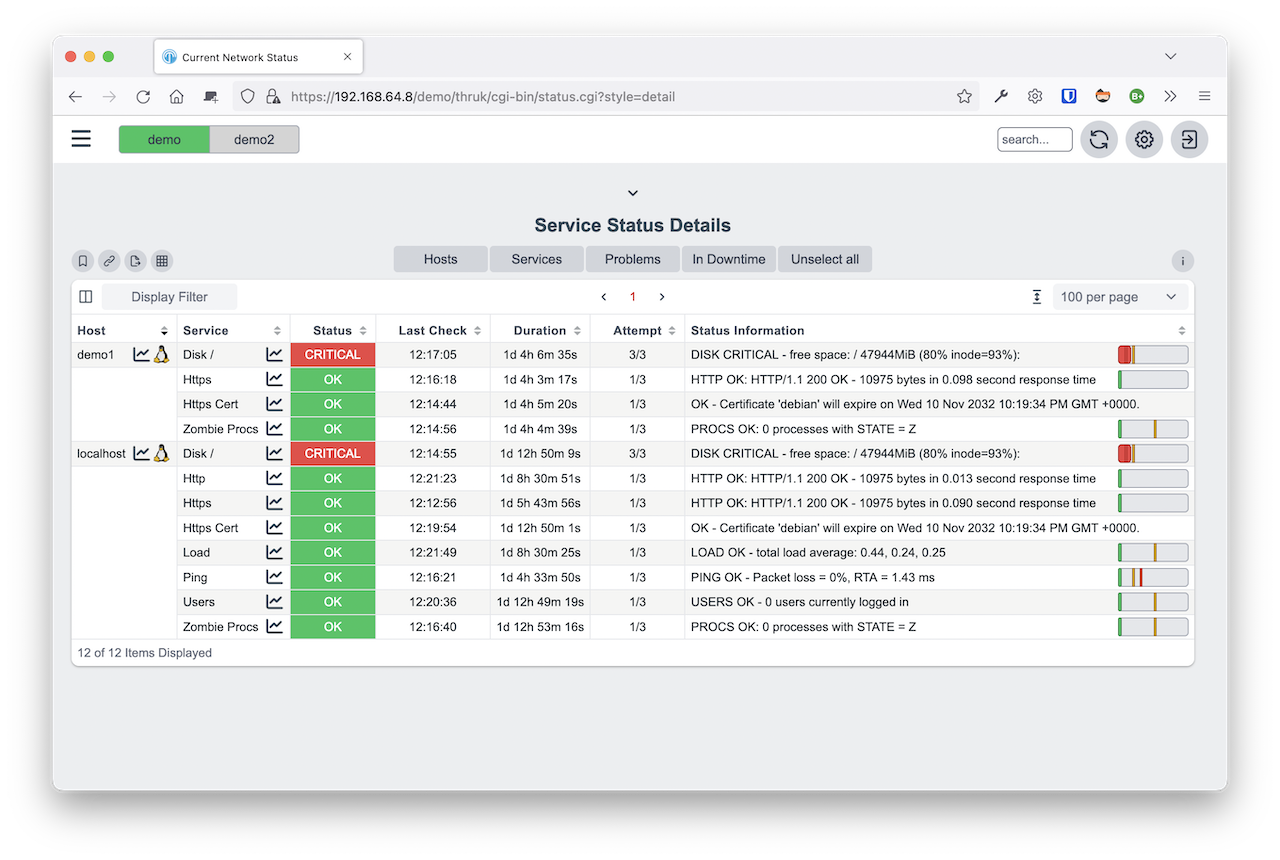 Current Network Status
https://192.168.64.8/demo/thruk/cgi-bin/status.cgi?style=detail
B+
demo demo2 search...
Service Status Details
Hosts Services Problems In Downtime Unselect all
i
Display Filter 1 100 per page
Host Service Status Last Check Duration Attempt Status Information
demo1 Disk / CRITICAL 12:17:05 1d 4h 6m 35s 3/3 DISK CRITICAL - free space: / 47944MiB (80% inode=93%):
Https OK 12:16:18 1d 4h 3m 17s 1/3 HTTP OK: HTTP/1.1 200 OK - 10975 bytes in 0.098 second response time
Https Cert OK 12:14:44 1d 4h 5m 20s 1/3 OK - Certificate 'debian' will expire on Wed 10 Nov 2032 10:19:34 PM GMT +0000.
Zombie Procs OK 12:14:56 1d 4h 4m 39s 1/3 PROCS OK: 0 processes with STATE = Z
localhost Disk / CRITICAL 12:14:55 1d 12h 50m 9s 3/3 DISK CRITICAL - free space: / 47944MiB (80% inode=93%):
Http OK 12:21:23 1d 8h 30m 51s 1/3 HTTP OK: HTTP/1.1 200 OK - 10975 bytes in 0.013 second response time
Https OK 12:12:56 1d 5h 43m 56s 1/3 HTTP OK: HTTP/1.1 200 OK - 10975 bytes in 0.090 second response time
Https Cert OK 12:19:54 1d 12h 50m 1s 1/3 OK - Certificate 'debian' will expire on Wed 10 Nov 2032 10:19:34 PM GMT +0000.
Load OK 12:21:49 1d 8h 30m 25s 1/3 LOAD OK - total load average: 0.44, 0.24, 0.25
Ping OK 12:16:21 1d 4h 33m 50s 1/3 PING OK - Packet loss = 0%, RTA = 1.43 ms
Users OK 12:20:36 1d 12h 49m 19s 1/3 USERS OK - 0 users currently logged in
Zombie Procs OK 12:16:40 1d 12h 53m 16s 1/3 PROCS OK: 0 processes with STATE = Z
12 of 12 Items Displayed